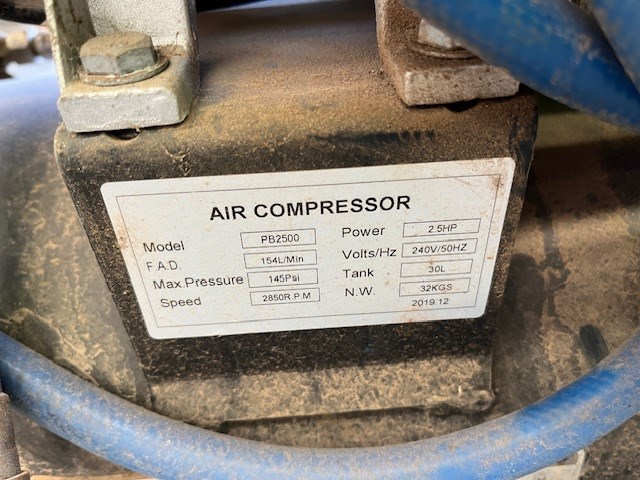 AIR COMPRESSOR
Model PB2500
F.A.D. 154L/Min
Max.Pressure 145Psi
Speed 2850R.P.M
Power 2.5HP
Volts/Hz 240V/50HZ
Tank 30L
N.W. 32KGS
2019.12